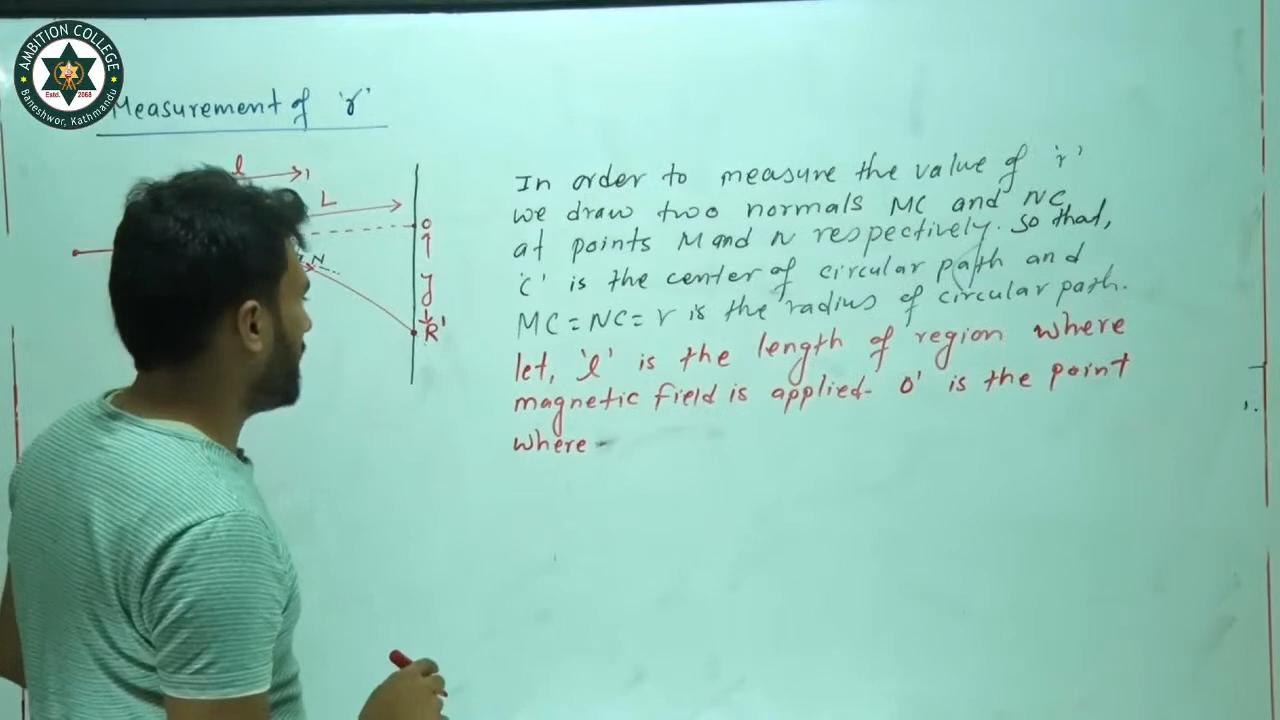 AMBITION COLLEGE
Estd. 2068
Baneshwor, Kathmandu
Measurement of 'r'
l
L
O
N
y
R'
In order to measure the value of 'r'
we draw two normals MC and NC
at points M and N respectively. so that,
'C' is the center of circular path and
MC = NC = r is the radius of circular path.
let, 'l' is the length of region where
magnetic field is applied- O' is the point
where -